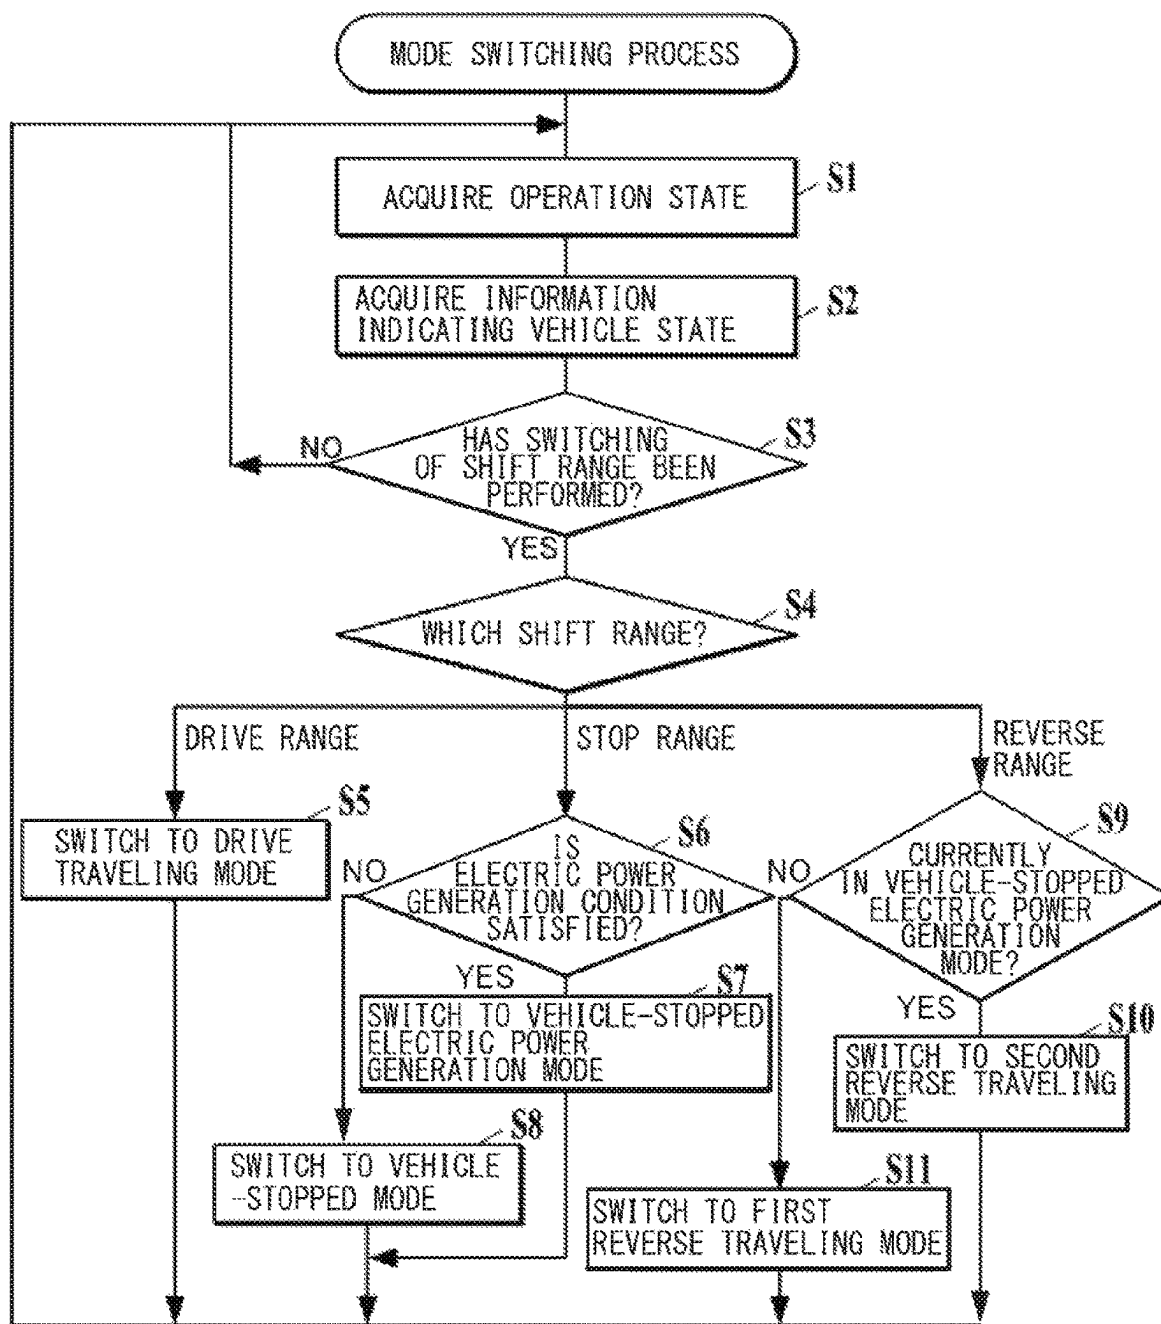 MODE SWITCHING PROCESS
ACQUIRE OPERATION STATE
S1
ACQUIRE INFORMATION
INDICATING VEHICLE STATE
S2
HAS SWITCHING
OF SHIFT RANGE BEEN
PERFORMED?
S3
NO
YES
WHICH SHIFT RANGE?
S4
DRIVE RANGE
STOP RANGE
REVERSE
RANGE
S5
SWITCH TO DRIVE
TRAVELING MODE
S6
IS
ELECTRIC POWER
GENERATION CONDITION
SATISFIED?
NO
YES
S9
CURRENTLY
IN VEHICLE-STOPPED
ELECTRIC POWER
GENERATION
MODE?
NO
YES
S7
SWITCH TO VEHICLE-STOPPED
ELECTRIC POWER
GENERATION MODE
S10
SWITCH TO SECOND
REVERSE TRAVELING
MODE
S8
SWITCH TO VEHICLE
-STOPPED MODE
S11
SWITCH TO FIRST
REVERSE TRAVELING MODE